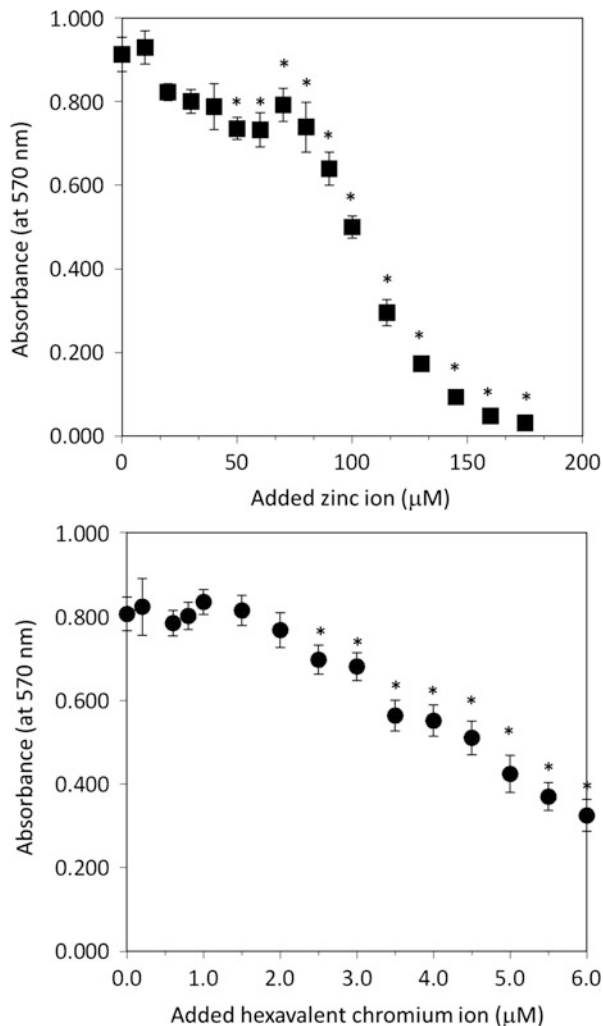 1.000
0.800
0.600
0.400
0.200
0.000
Absorbance (at 570 nm)
* * * * * * * * * * *
0 50 100 150 200
Added zinc ion (μM)
1.000
0.800
0.600
0.400
0.200
0.000
Absorbance (at 570 nm)
* * * * * * * *
0.0 1.0 2.0 3.0 4.0 5.0 6.0
Added hexavalent chromium ion (μM)